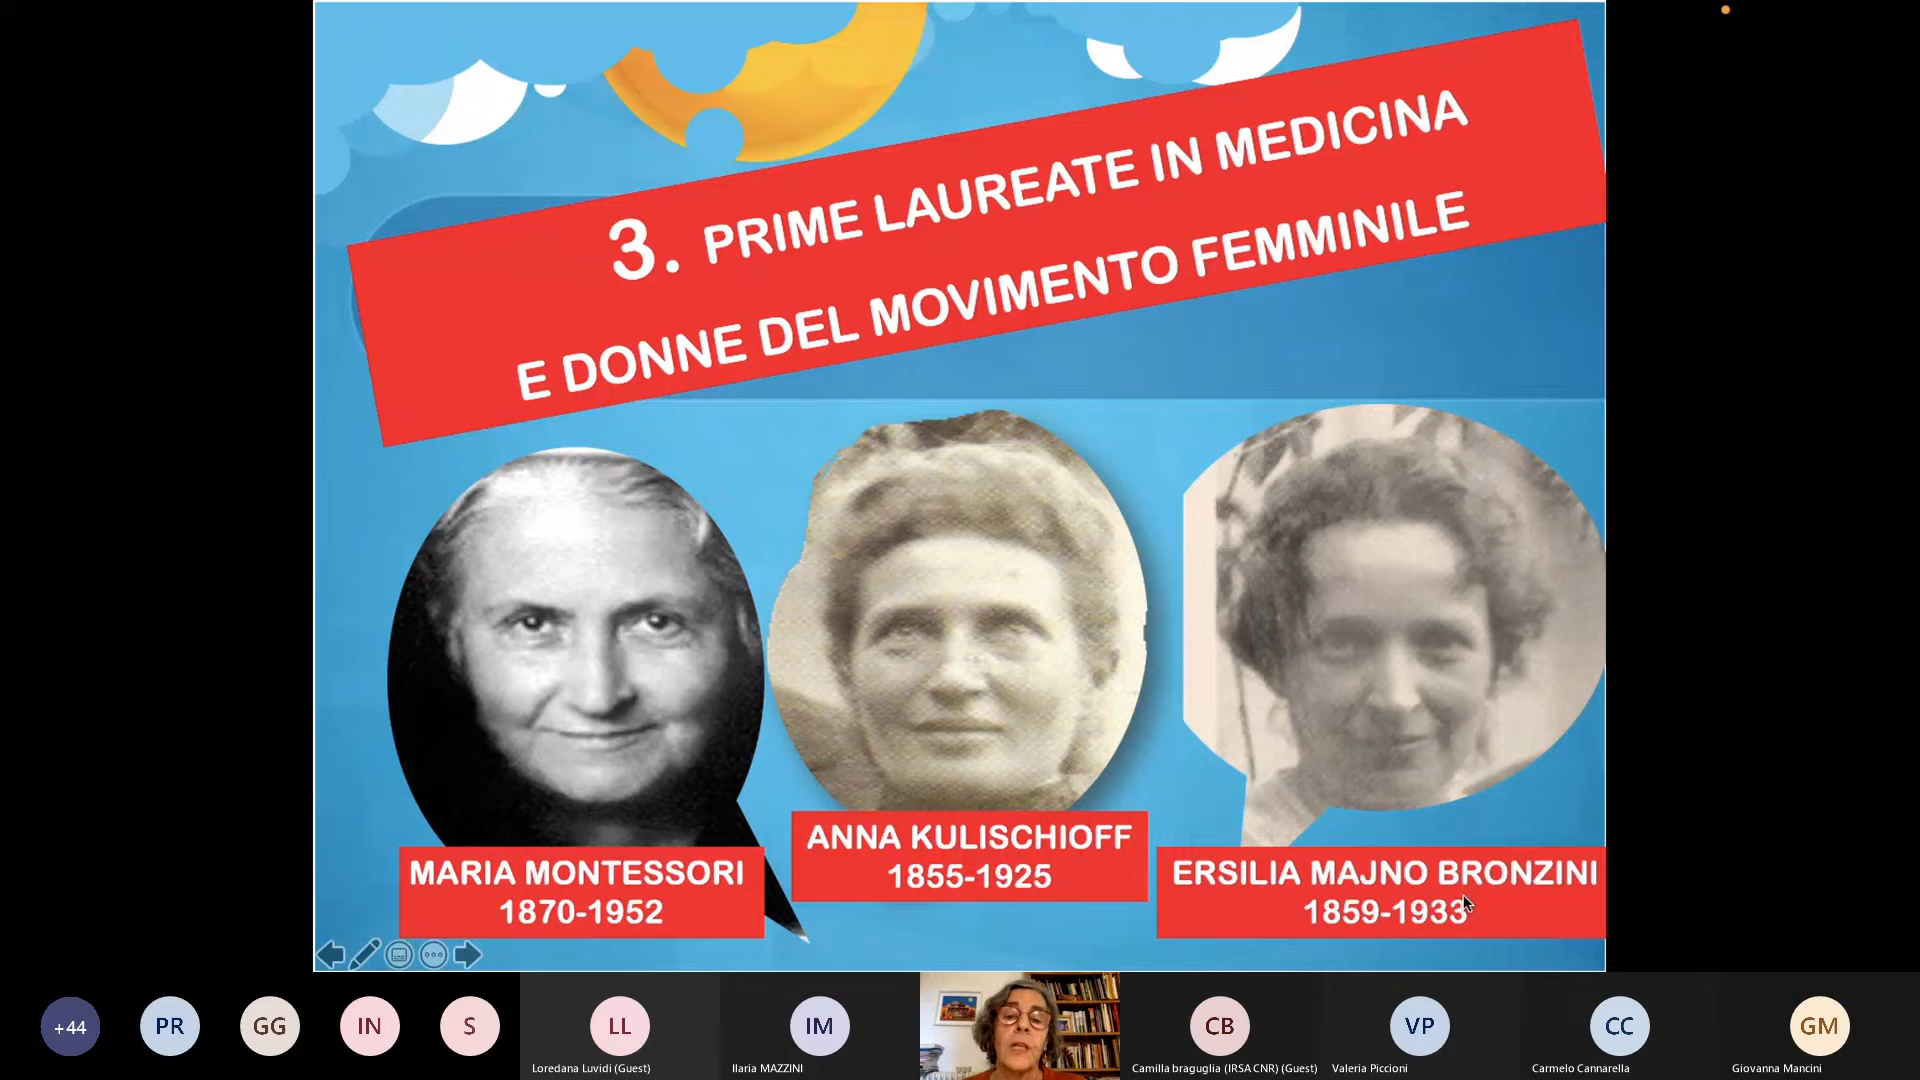 3. PRIME LAUREATE IN MEDICINA
E DONNE DEL MOVIMENTO FEMMINILE
MARIA MONTESSORI
1870-1952
ANNA KULISCHIOFF
1855-1925
ERSILIA MAJNO BRONZINI
1859-1933
+44
PR
GG
IN
S
LL
IM
CB
VP
CC
GM
Loredana Luvidi (Guest)
Ilaria MAZZINI
Camilla braguglia (IRSA CNR) (Guest)
Valeria Piccioni
Carmelo Cannarella
Giovanna Mancini